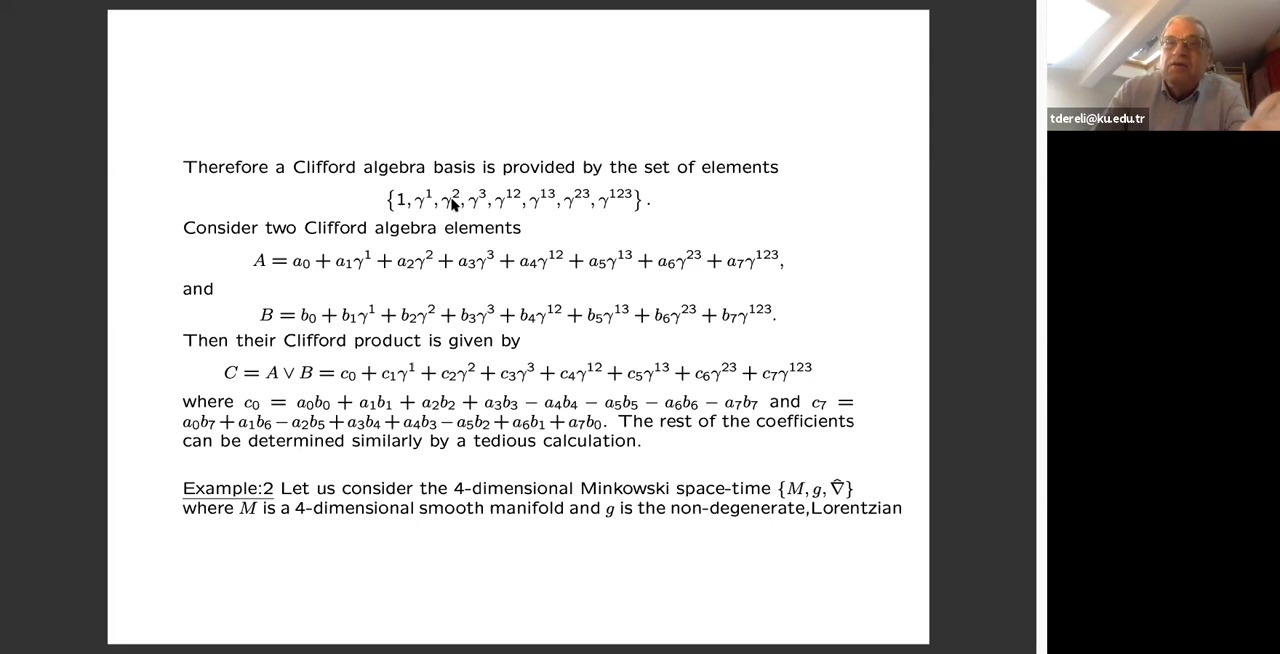 Therefore a Clifford algebra basis is provided by the set of elements
{1, γ¹, γ², γ³, γ¹², γ¹³, γ²³, γ¹²³} .
Consider two Clifford algebra elements
A = a₀ + a₁γ¹ + a₂γ² + a₃γ³ + a₄γ¹² + a₅γ¹³ + a₆γ²³ + a₇γ¹²³,
and
B = b₀ + b₁γ¹ + b₂γ² + b₃γ³ + b₄γ¹² + b₅γ¹³ + b₆γ²³ + b₇γ¹²³.
Then their Clifford product is given by
C = A ∨ B = c₀ + c₁γ¹ + c₂γ² + c₃γ³ + c₄γ¹² + c₅γ¹³ + c₆γ²³ + c₇γ¹²³
where c₀ = a₀b₀ + a₁b₁ + a₂b₂ + a₃b₃ − a₄b₄ − a₅b₅ − a₆b₆ − a₇b₇ and c₇ =
a₀b₇ + a₁b₆ − a₂b₅ + a₃b₄ + a₄b₃ − a₅b₂ + a₆b₁ + a₇b₀. The rest of the coefficients
can be determined similarly by a tedious calculation.
Example:2 Let us consider the 4-dimensional Minkowski space-time {M, g, ∇̂}
where M is a 4-dimensional smooth manifold and g is the non-degenerate,Lorentzian
tdereli@ku.edu.tr